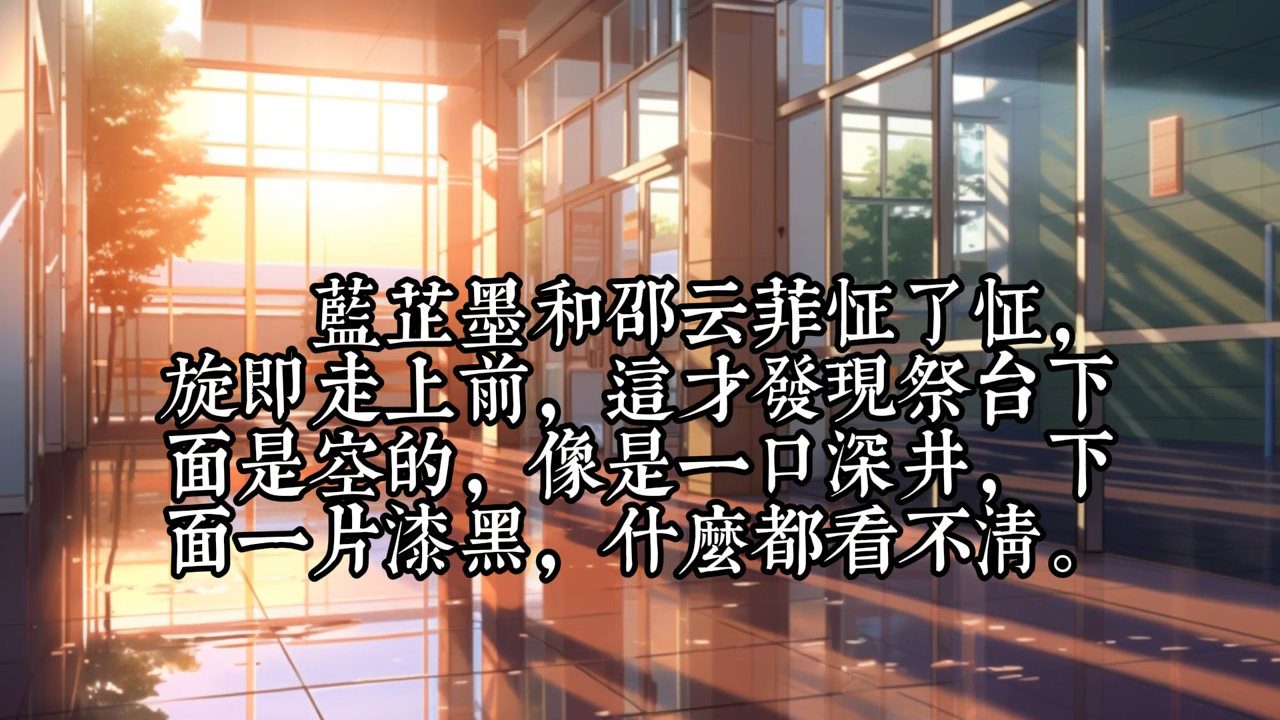 藍芷墨和邵云菲怔了怔，
旋即走上前，這才發現祭台下
面是空的，像是一口深井，下
面一片漆黑，什麼都看不淸。